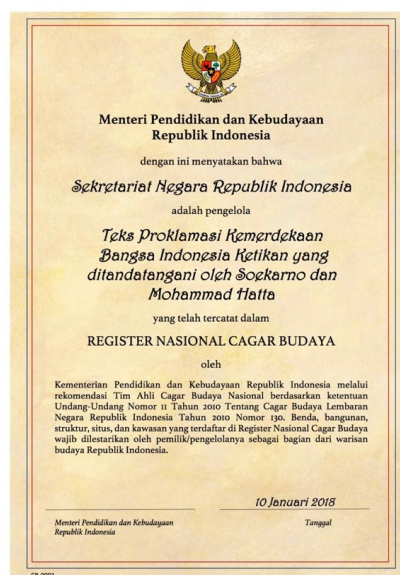 Menteri Pendidikan dan Kebudayaan
Republik Indonesia
dengan ini menyatakan bahwa
Sekretariat Negara Republik Indonesia
adalah pengelola
Teks Proklamasi Kemerdekaan
Bangsa Indonesia Ketikan yang
ditandatangani oleh Soekarno dan
Mohammad Hatta
yang telah tercatat dalam
REGISTER NASIONAL CAGAR BUDAYA
oleh
Kementerian Pendidikan dan Kebudayaan Republik Indonesia melalui
rekomendasi Tim Ahli Cagar Budaya Nasional berdasarkan ketentuan
Undang-Undang Nomor 11 Tahun 2010 Tentang Cagar Budaya Lembaran
Negara Republik Indonesia Tahun 2010 Nomor 130. Benda, bangunan,
struktur, situs, dan kawasan yang terdaftar di Register Nasional Cagar Budaya
wajib dilestarikan oleh pemilik/pengelolanya sebagai bagian dari warisan
budaya Republik Indonesia.
10 Januari 2018
Menteri Pendidikan dan Kebudayaan
Republik Indonesia
Tanggal